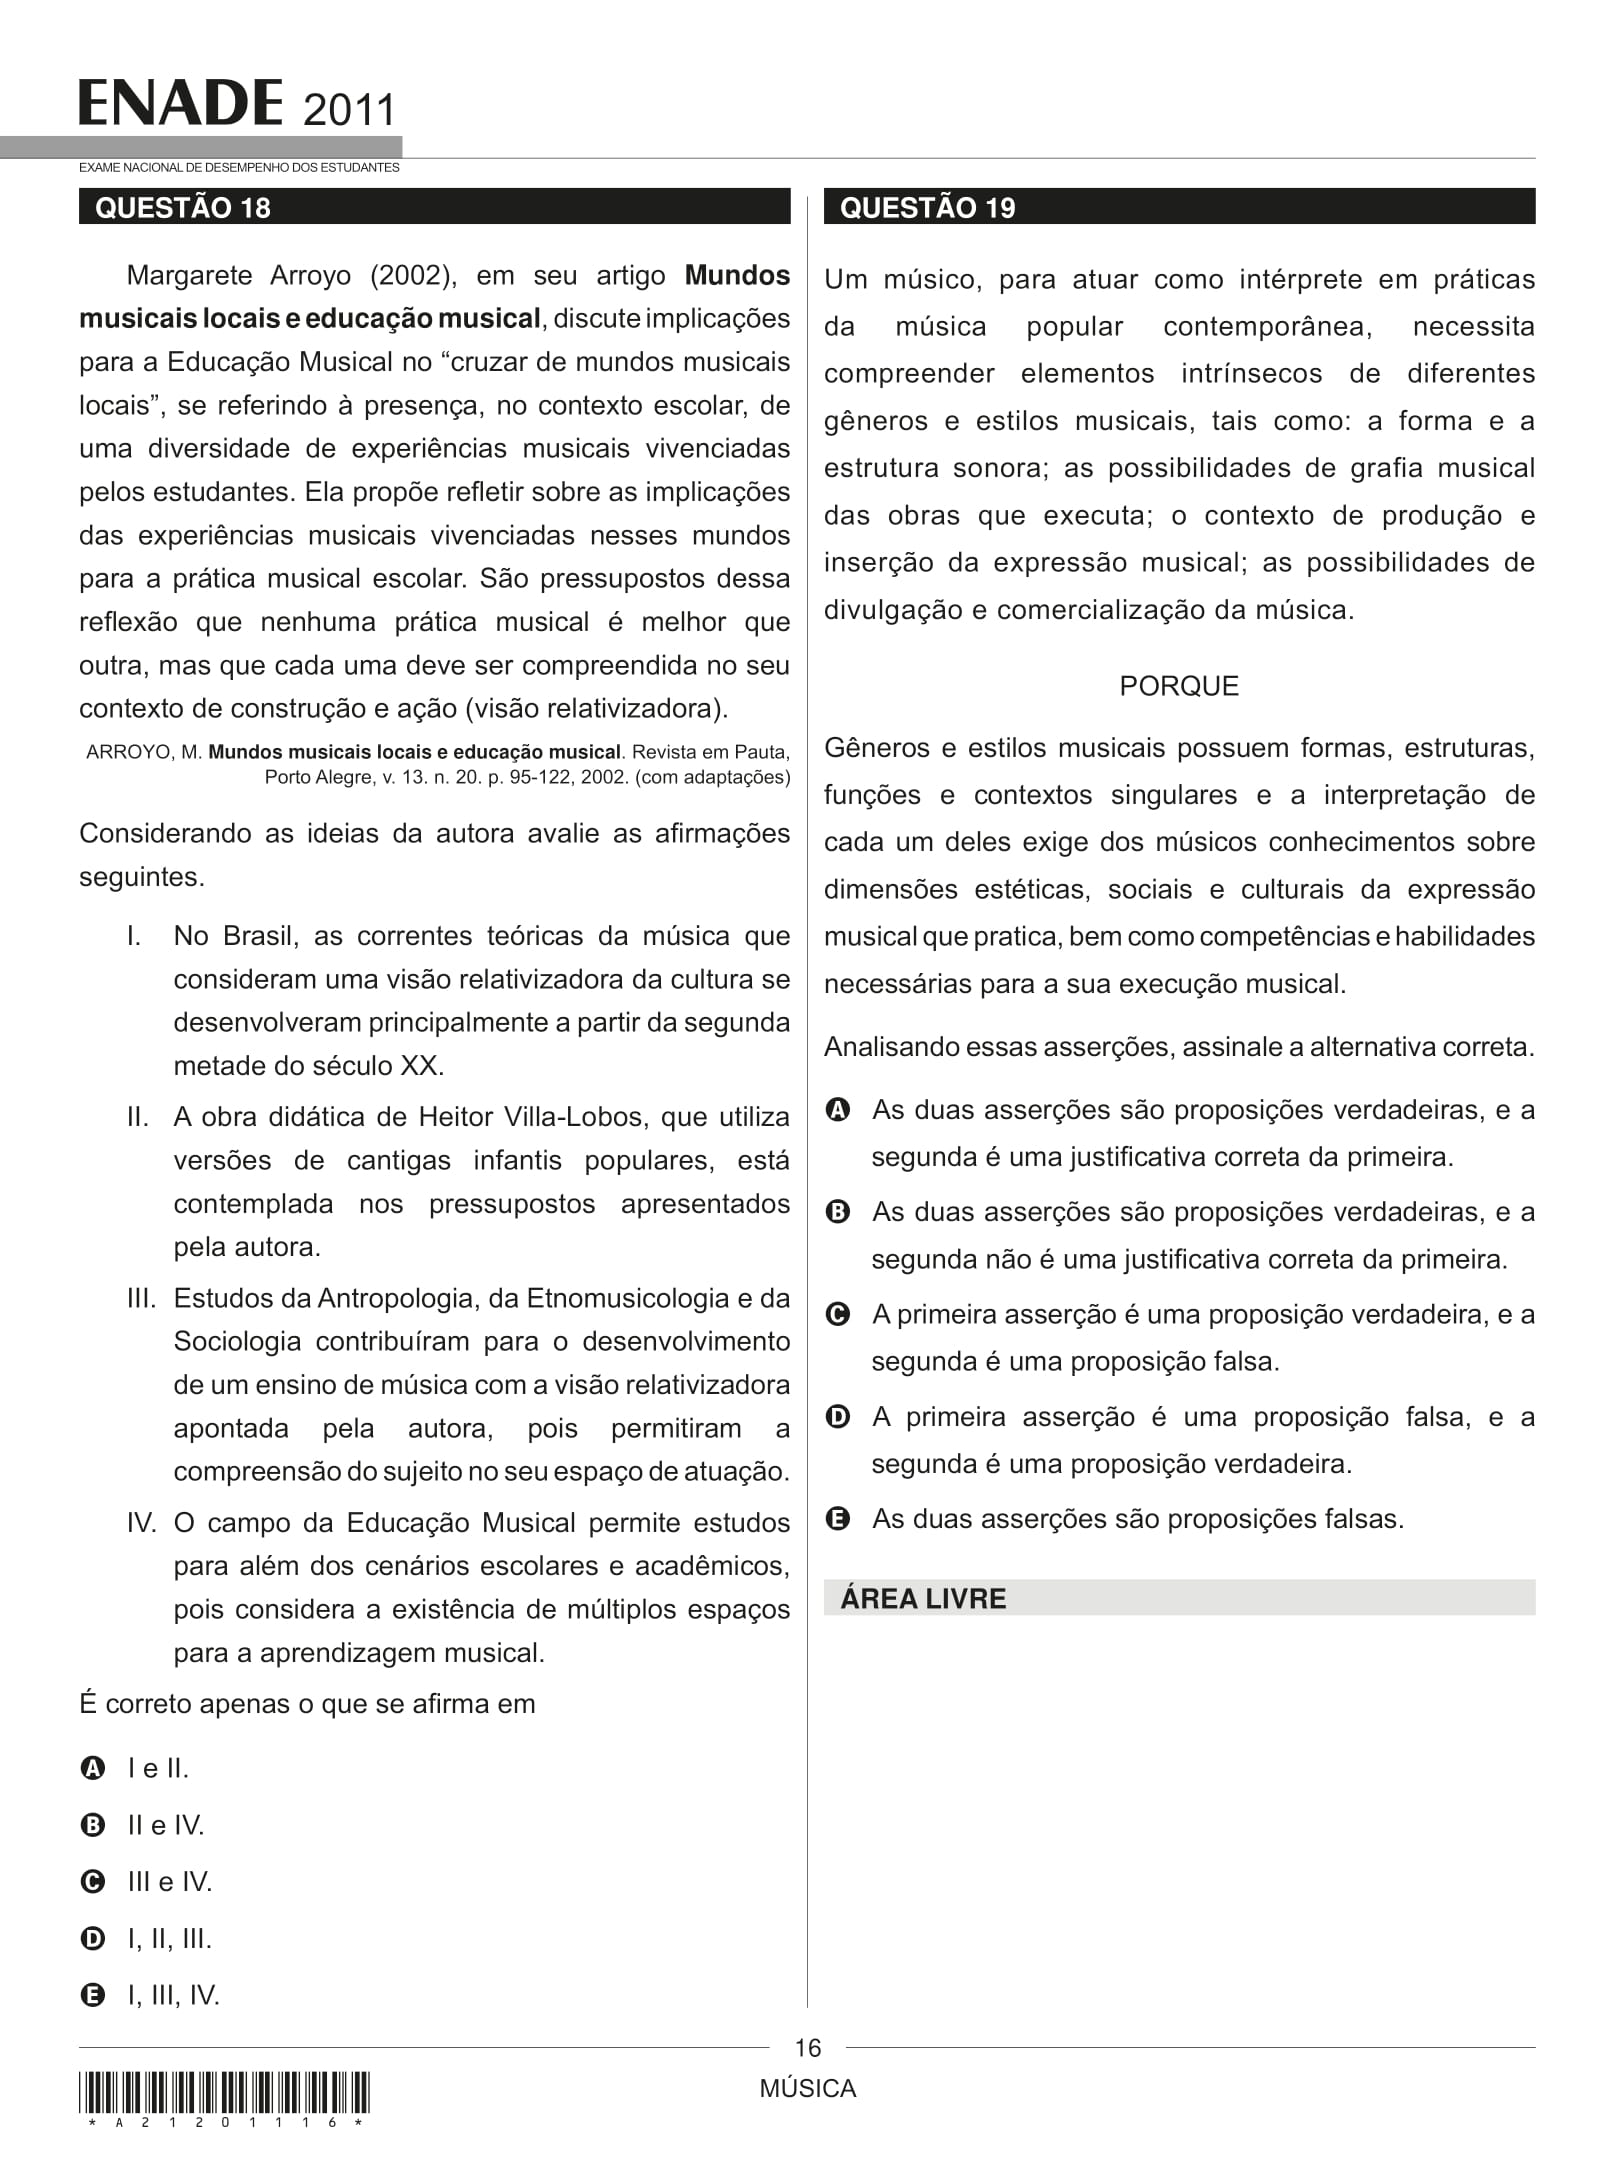 ENADE 2011
EXAME NACIONAL DE DESEMPENHO DOS ESTUDANTES
QUESTÃO 18
Margarete Arroyo (2002), em seu artigo Mundos
musicais locais e educação musical, discute implicações
para a Educação Musical no “cruzar de mundos musicais
locais”, se referindo à presença, no contexto escolar, de
uma diversidade de experiências musicais vivenciadas
pelos estudantes. Ela propõe refletir sobre as implicações
das experiências musicais vivenciadas nesses mundos
para a prática musical escolar. São pressupostos dessa
reflexão que nenhuma prática musical é melhor que
outra, mas que cada uma deve ser compreendida no seu
contexto de construção e ação (visão relativizadora).
ARROYO, M. Mundos musicais locais e educação musical. Revista em Pauta,
Porto Alegre, v. 13. n. 20. p. 95-122, 2002. (com adaptações)
Considerando as ideias da autora avalie as afirmações
seguintes.
I. No Brasil, as correntes teóricas da música que
consideram uma visão relativizadora da cultura se
desenvolveram principalmente a partir da segunda
metade do século XX.
II. A obra didática de Heitor Villa-Lobos, que utiliza
versões de cantigas infantis populares, está
contemplada nos pressupostos apresentados
pela autora.
III. Estudos da Antropologia, da Etnomusicologia e da
Sociologia contribuíram para o desenvolvimento
de um ensino de música com a visão relativizadora
apontada pela autora, pois permitiram a
compreensão do sujeito no seu espaço de atuação.
IV. O campo da Educação Musical permite estudos
para além dos cenários escolares e acadêmicos,
pois considera a existência de múltiplos espaços
para a aprendizagem musical.
É correto apenas o que se afirma em
A I e II.
B II e IV.
C III e IV.
D I, II, III.
E I, III, IV.
QUESTÃO 19
Um músico, para atuar como intérprete em práticas
da música popular contemporânea, necessita
compreender elementos intrínsecos de diferentes
gêneros e estilos musicais, tais como: a forma e a
estrutura sonora; as possibilidades de grafia musical
das obras que executa; o contexto de produção e
inserção da expressão musical; as possibilidades de
divulgação e comercialização da música.
PORQUE
Gêneros e estilos musicais possuem formas, estruturas,
funções e contextos singulares e a interpretação de
cada um deles exige dos músicos conhecimentos sobre
dimensões estéticas, sociais e culturais da expressão
musical que pratica, bem como competências e habilidades
necessárias para a sua execução musical.
Analisando essas asserções, assinale a alternativa correta.
A As duas asserções são proposições verdadeiras, e a
segunda é uma justificativa correta da primeira.
B As duas asserções são proposições verdadeiras, e a
segunda não é uma justificativa correta da primeira.
C A primeira asserção é uma proposição verdadeira, e a
segunda é uma proposição falsa.
D A primeira asserção é uma proposição falsa, e a
segunda é uma proposição verdadeira.
E As duas asserções são proposições falsas.
ÁREA LIVRE
16
MÚSICA
*A21201116*